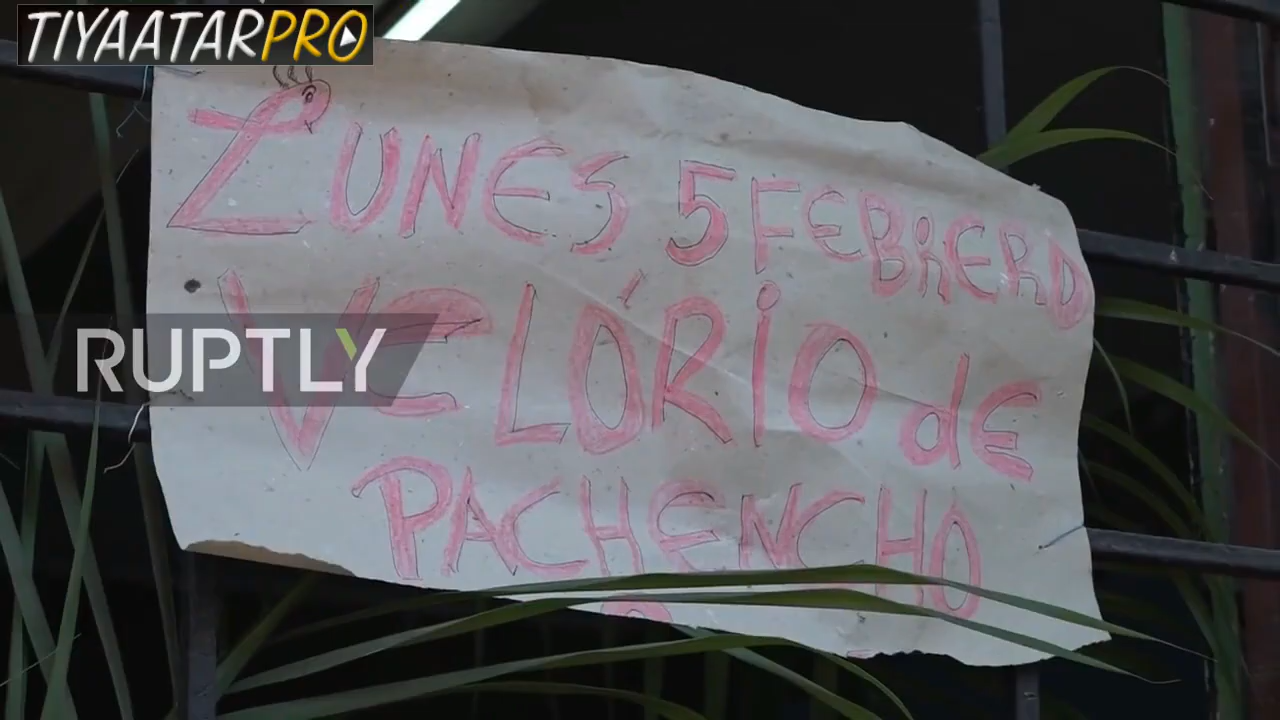 TIYAATARPRO
LUNES 5 FEBRERO
VELÓRIO dE
RUPTLY
PACHENCHO